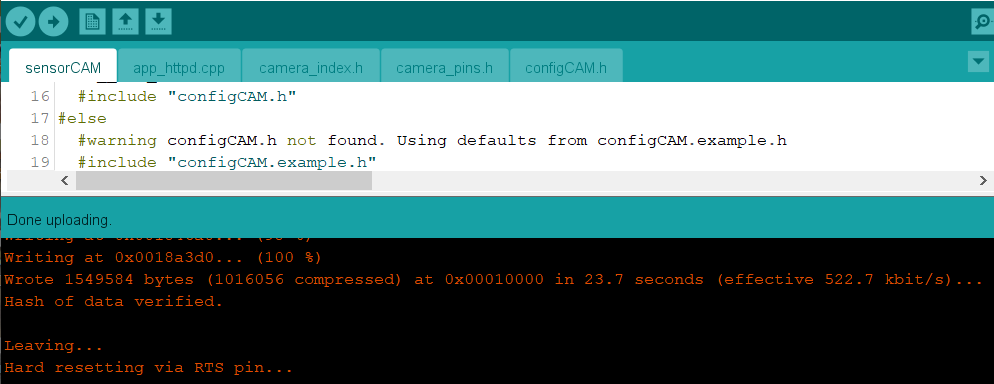 sensorCAM app_httpd.cpp camera_index.h camera_pins.h configCAM.h
16 #include "configCAM.h"
17 #else
18 #warning configCAM.h not found. Using defaults from configCAM.example.h
19 #include "configCAM.example.h"
Done uploading.
Writing at 0x0018a3d0... (100 %)
Wrote 1549584 bytes (1016056 compressed) at 0x00010000 in 23.7 seconds (effective 522.7 kbit/s)...
Hash of data verified.
Leaving...
Hard resetting via RTS pin...